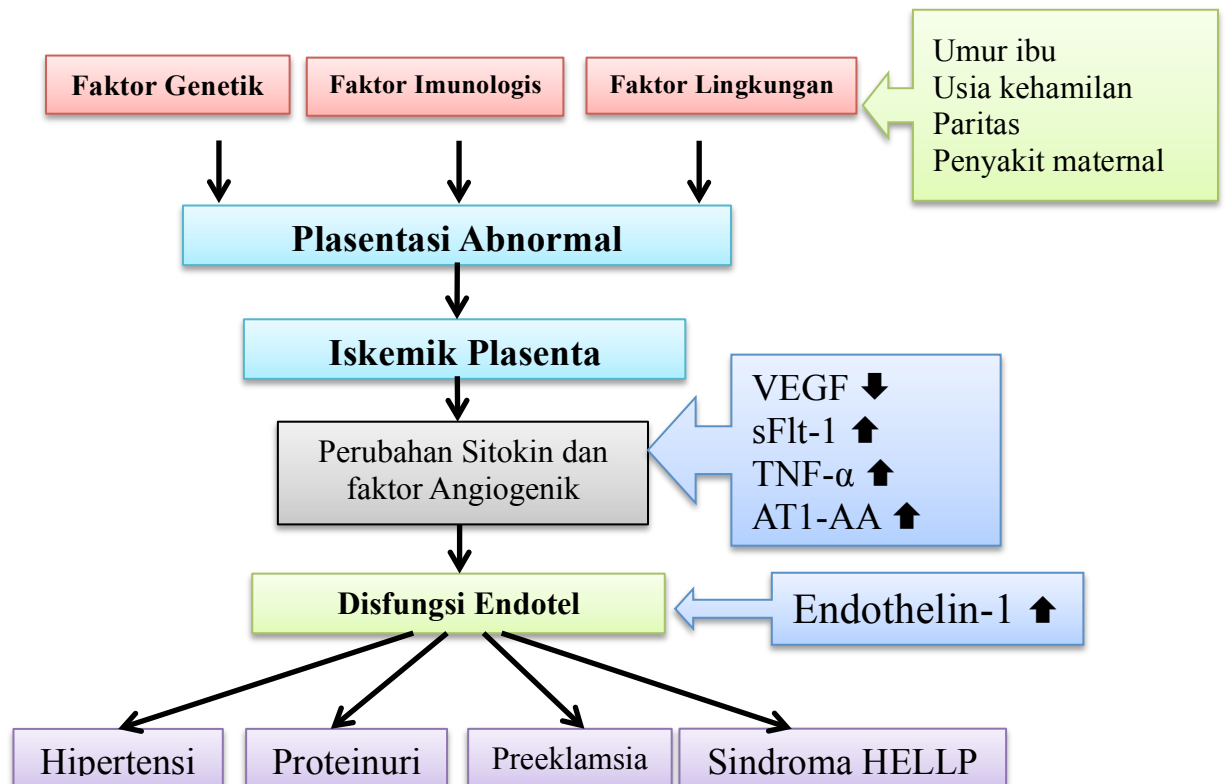 Faktor Genetik
Faktor Imunologis
Faktor Lingkungan
Umur ibu
Usia kehamilan
Paritas
Penyakit maternal
Plasentasi Abnormal
Iskemik Plasenta
VEGF 🡇
sFlt-1 🡅
TNF-α 🡅
AT1-AA 🡅
Perubahan Sitokin dan
faktor Angiogenik
Disfungsi Endotel
Endothelin-1 🡅
Hipertensi
Proteinuri
Preeklamsia
Sindroma HELLP